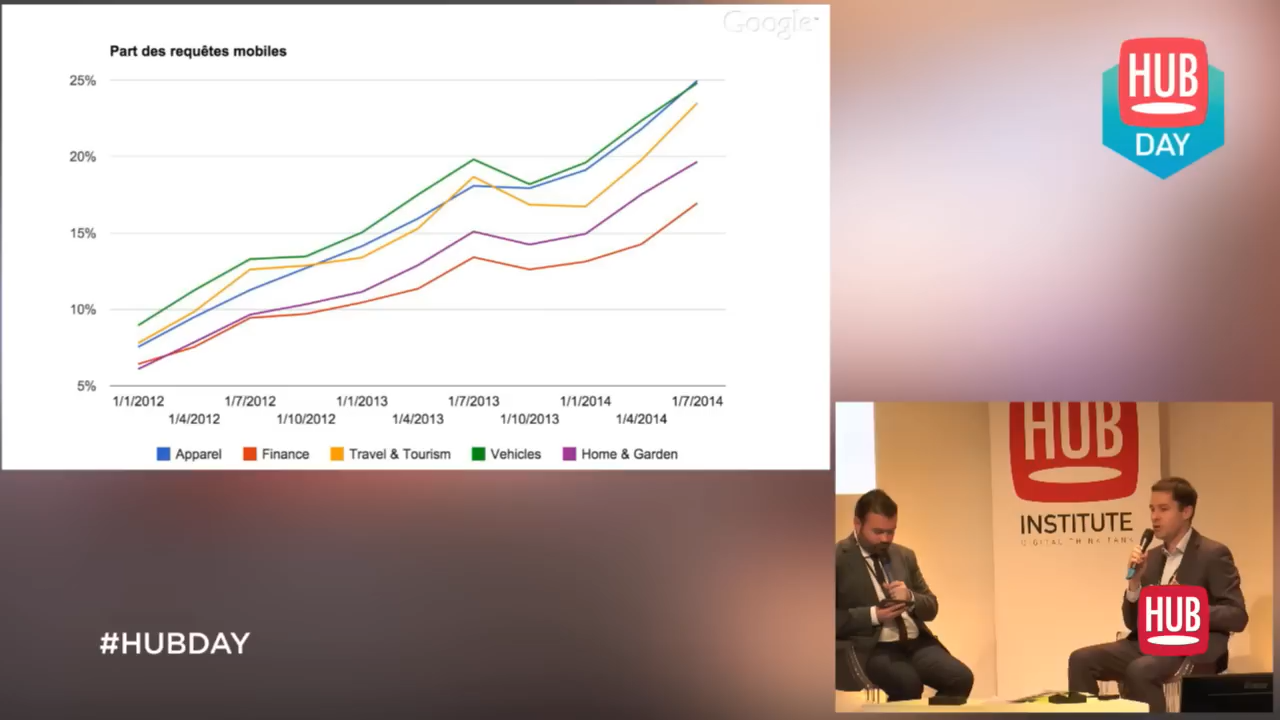 Google
Part des requêtes mobiles
25%
20%
15%
10%
5%
1/1/2012
1/4/2012
1/7/2012
1/10/2012
1/1/2013
1/4/2013
1/7/2013
1/10/2013
1/1/2014
1/4/2014
1/7/2014
Apparel
Finance
Travel & Tourism
Vehicles
Home & Garden
HUB
DAY
HUB
INSTITUTE
DIGITAL THINK TANK
HUB
#HUBDAY